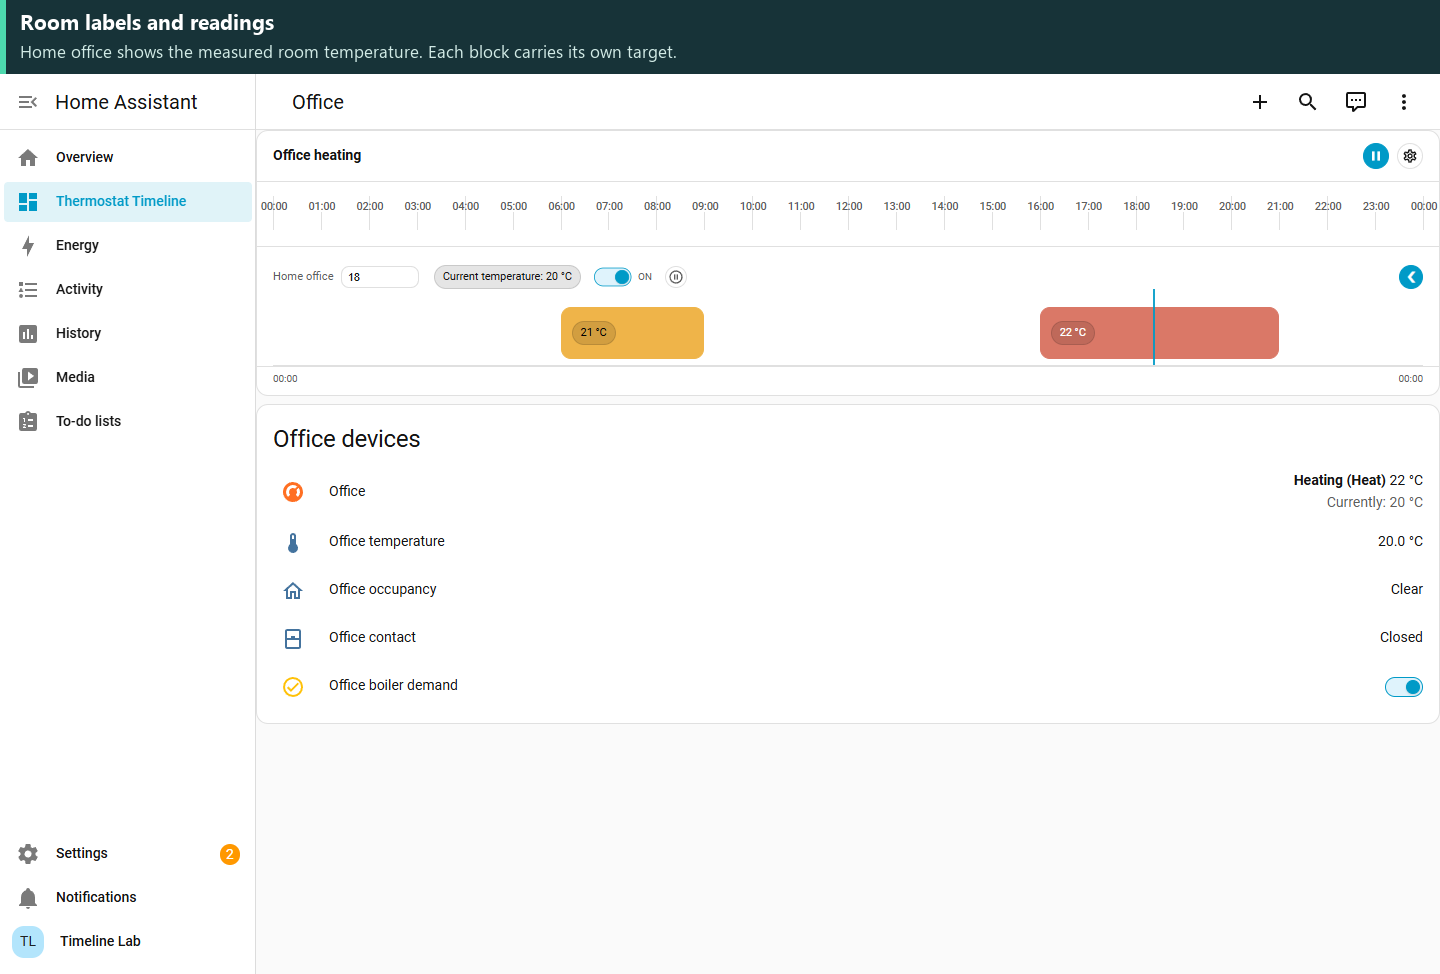 Room labels and readings
Home office shows the measured room temperature. Each block carries its own target.
Home Assistant
Office
Overview
Thermostat Timeline
Energy
Activity
History
Media
To-do lists
Settings
2
Notifications
TL
Timeline Lab
Office heating
00:00 01:00 02:00 03:00 04:00 05:00 06:00 07:00 08:00 09:00 10:00 11:00 12:00 13:00 14:00 15:00 16:00 17:00 18:00 19:00 20:00 21:00 22:00 23:00 00:00
Home office 18 Current temperature: 20 °C ON
21 °C 22 °C
00:00 00:00
Office devices
Office Heating (Heat) 22 °C
Currently: 20 °C
Office temperature 20.0 °C
Office occupancy Clear
Office contact Closed
Office boiler demand